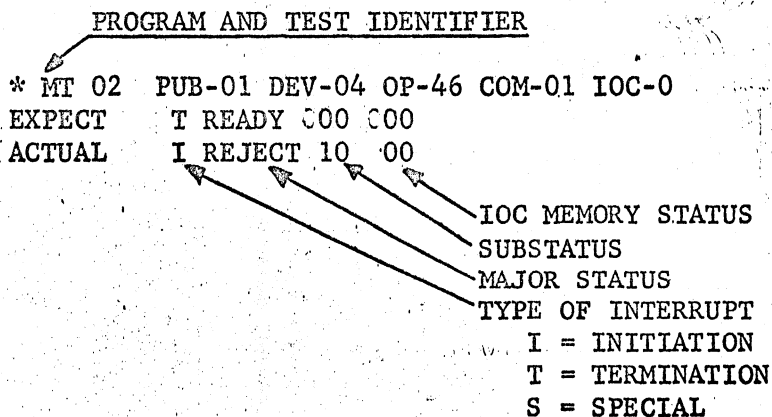 PROGRAM AND TEST IDENTIFIER
* MT 02 PUB-01 DEV-04 OP-46 COM-01 IOC-0
EXPECT T READY 000 000
ACTUAL I REJECT 10 00
IOC MEMORY STATUS
SUBSTATUS
MAJOR STATUS
TYPE OF INTERRUPT
I = INITIATION
T = TERMINATION
S = SPECIAL